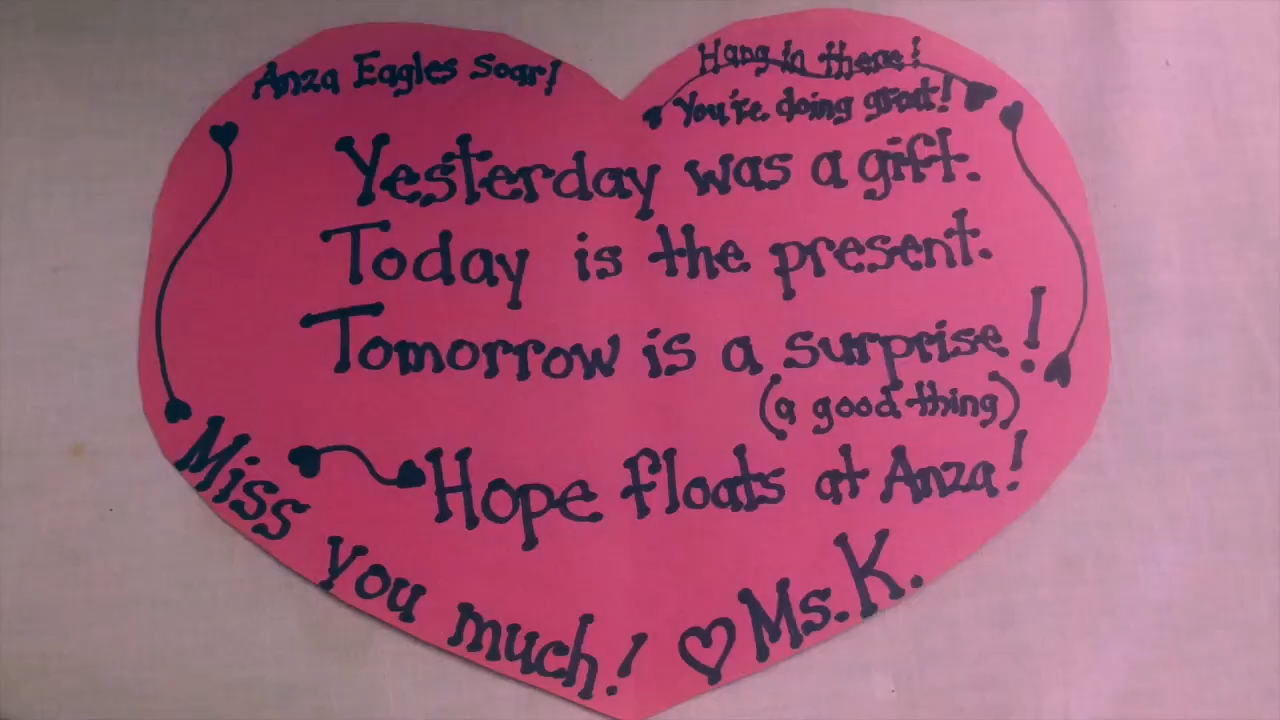 Anza Eagles Soar!
Hang in there!
You're doing great!
Yesterday was a gift.
Today is the present.
Tomorrow is a surprise!
(a good thing)
Hope floats at Anza!
Miss you much!
♡ Ms. K.